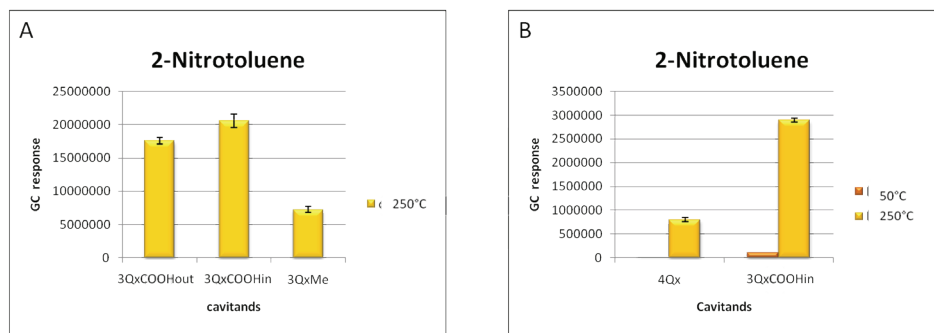 A
2-Nitrotoluene
25000000
20000000
15000000
10000000
5000000
0
GC response
3QxCOOHout
3QxCOOHin
3QxMe
cavitands
250°C
B
2-Nitrotoluene
3500000
3000000
2500000
2000000
1500000
1000000
500000
0
GC response
4Qx
3QxCOOHin
Cavitands
50°C
250°C